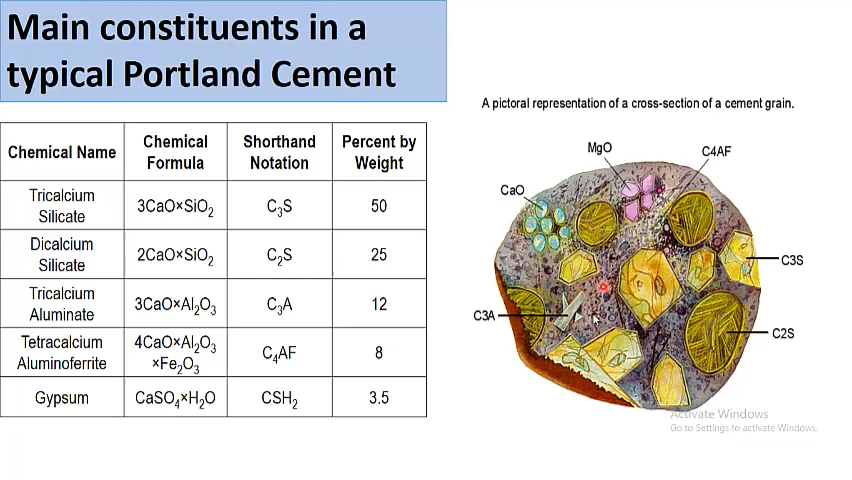 Main constituents in a
typical Portland Cement
Chemical Name
Chemical
Formula
Shorthand
Notation
Percent by
Weight
Tricalcium
Silicate
3CaO×SiO₂
C₃S
50
Dicalcium
Silicate
2CaO×SiO₂
C₂S
25
Tricalcium
Aluminate
3CaO×Al₂O₃
C₃A
12
Tetracalcium
Aluminoferrite
4CaO×Al₂O₃
×Fe₂O₃
C₄AF
8
Gypsum
CaSO₄×H₂O
CSH₂
3.5
A pictoral representation of a cross-section of a cement grain.
MgO
C4AF
CaO
C3S
C3A
C2S
Activate Windows
Go to Settings to activate Windows.